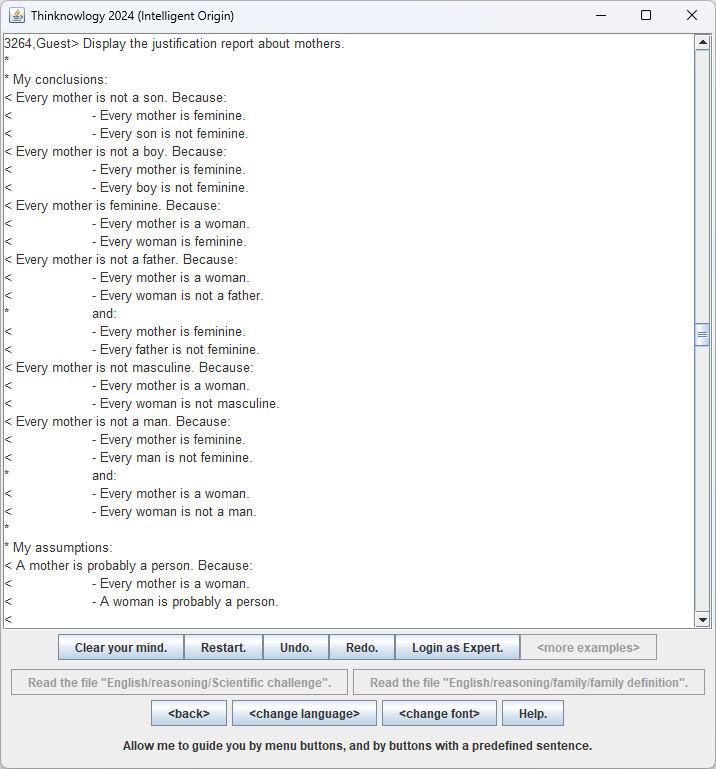 Thinknowlogy 2024 (Intelligent Origin)
3264,Guest> Display the justification report about mothers.
*
* My conclusions:
< Every mother is not a son. Because:
< - Every mother is feminine.
< - Every son is not feminine.
< Every mother is not a boy. Because:
< - Every mother is feminine.
< - Every boy is not feminine.
< Every mother is feminine. Because:
< - Every mother is a woman.
< - Every woman is feminine.
< Every mother is not a father. Because:
< - Every mother is a woman.
< - Every woman is not a father.
* and:
< - Every mother is feminine.
< - Every father is not feminine.
< Every mother is not masculine. Because:
< - Every mother is a woman.
< - Every woman is not masculine.
< Every mother is not a man. Because:
< - Every mother is feminine.
< - Every man is not feminine.
* and:
< - Every mother is a woman.
< - Every woman is not a man.
*
* My assumptions:
< A mother is probably a person. Because:
< - Every mother is a woman.
< - A woman is probably a person.
<
Clear your mind. Restart. Undo. Redo. Login as Expert. <more examples>
Read the file "English/reasoning/Scientific challenge". Read the file "English/reasoning/family/family definition".
<back> <change language> <change font> Help.
Allow me to guide you by menu buttons, and by buttons with a predefined sentence.